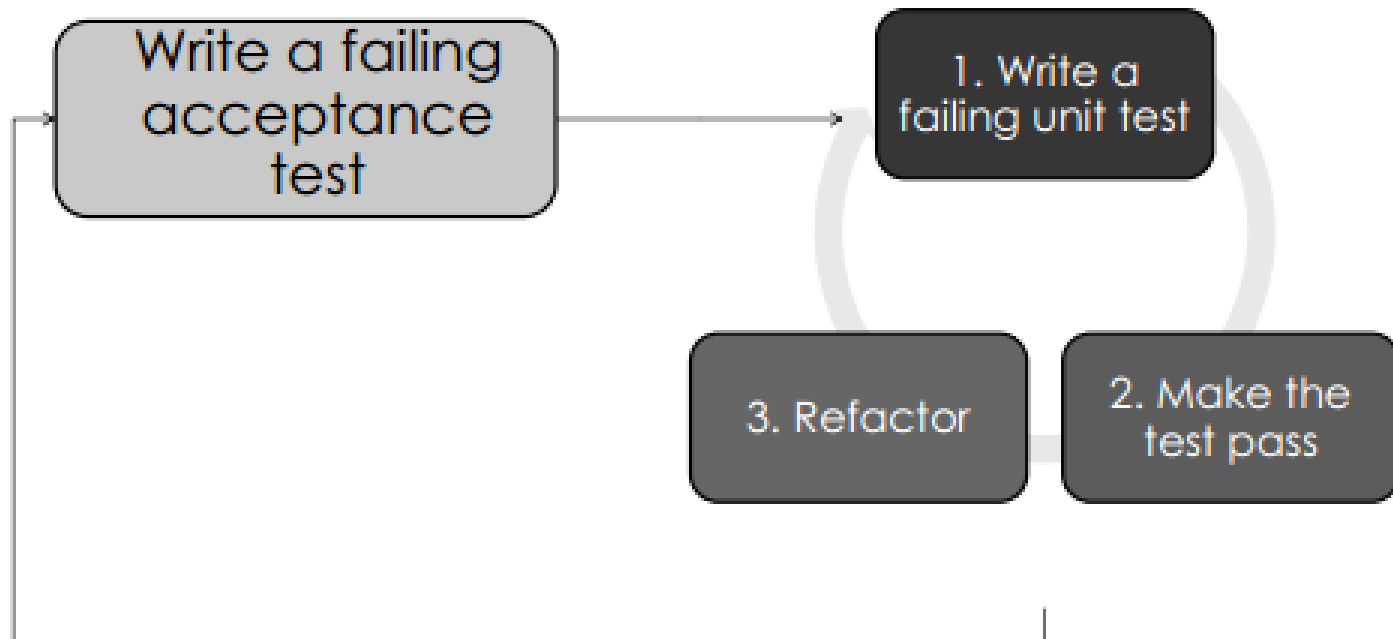 Write a failing
acceptance
test
1. Write a
failing unit test
3. Refactor
2. Make the
test pass